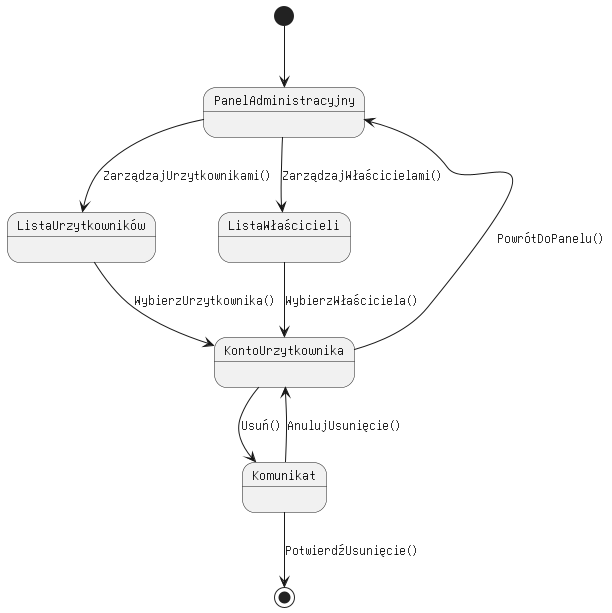 PanelAdministracyjny
ZarządzajUrzytkownikami()
ZarządzajWłaścicielami()
ListaUrzytkowników
ListaWłaścicieli
PowrótDoPanelu()
WybierzUrzytkownika()
WybierzWłaściciela()
KontoUrzytkownika
Usuń()
AnulujUsunięcie()
Komunikat
PotwierdźUsunięcie()